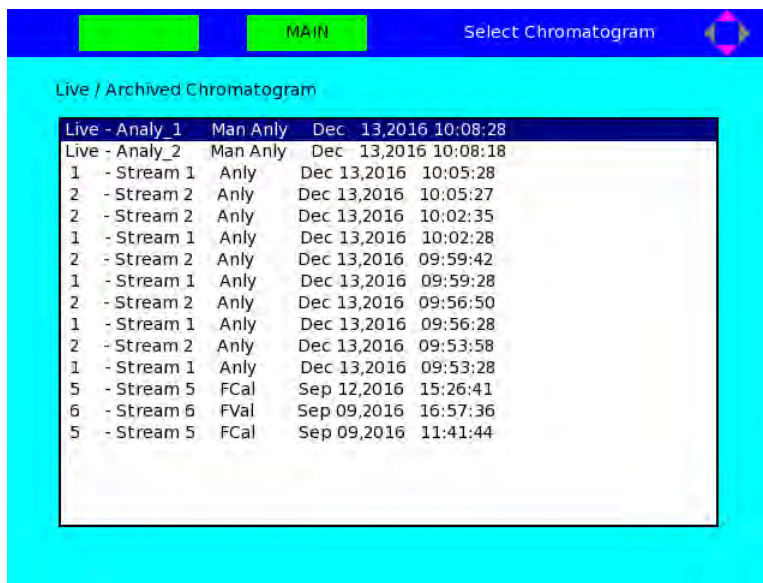 MAIN Select Chromatogram
Live / Archived Chromatogram
Live - Analy_1 Man Anly Dec 13,2016 10:08:28
Live - Analy_2 Man Anly Dec 13,2016 10:08:18
1 - Stream 1 Anly Dec 13,2016 10:05:28
2 - Stream 2 Anly Dec 13,2016 10:05:27
2 - Stream 2 Anly Dec 13,2016 10:02:35
1 - Stream 1 Anly Dec 13,2016 10:02:28
2 - Stream 2 Anly Dec 13,2016 09:59:42
1 - Stream 1 Anly Dec 13,2016 09:59:28
2 - Stream 2 Anly Dec 13,2016 09:56:50
1 - Stream 1 Anly Dec 13,2016 09:56:28
2 - Stream 2 Anly Dec 13,2016 09:53:58
1 - Stream 1 Anly Dec 13,2016 09:53:28
5 - Stream 5 FCal Sep 12,2016 15:26:41
6 - Stream 6 FVal Sep 09,2016 16:57:36
5 - Stream 5 FCal Sep 09,2016 11:41:44